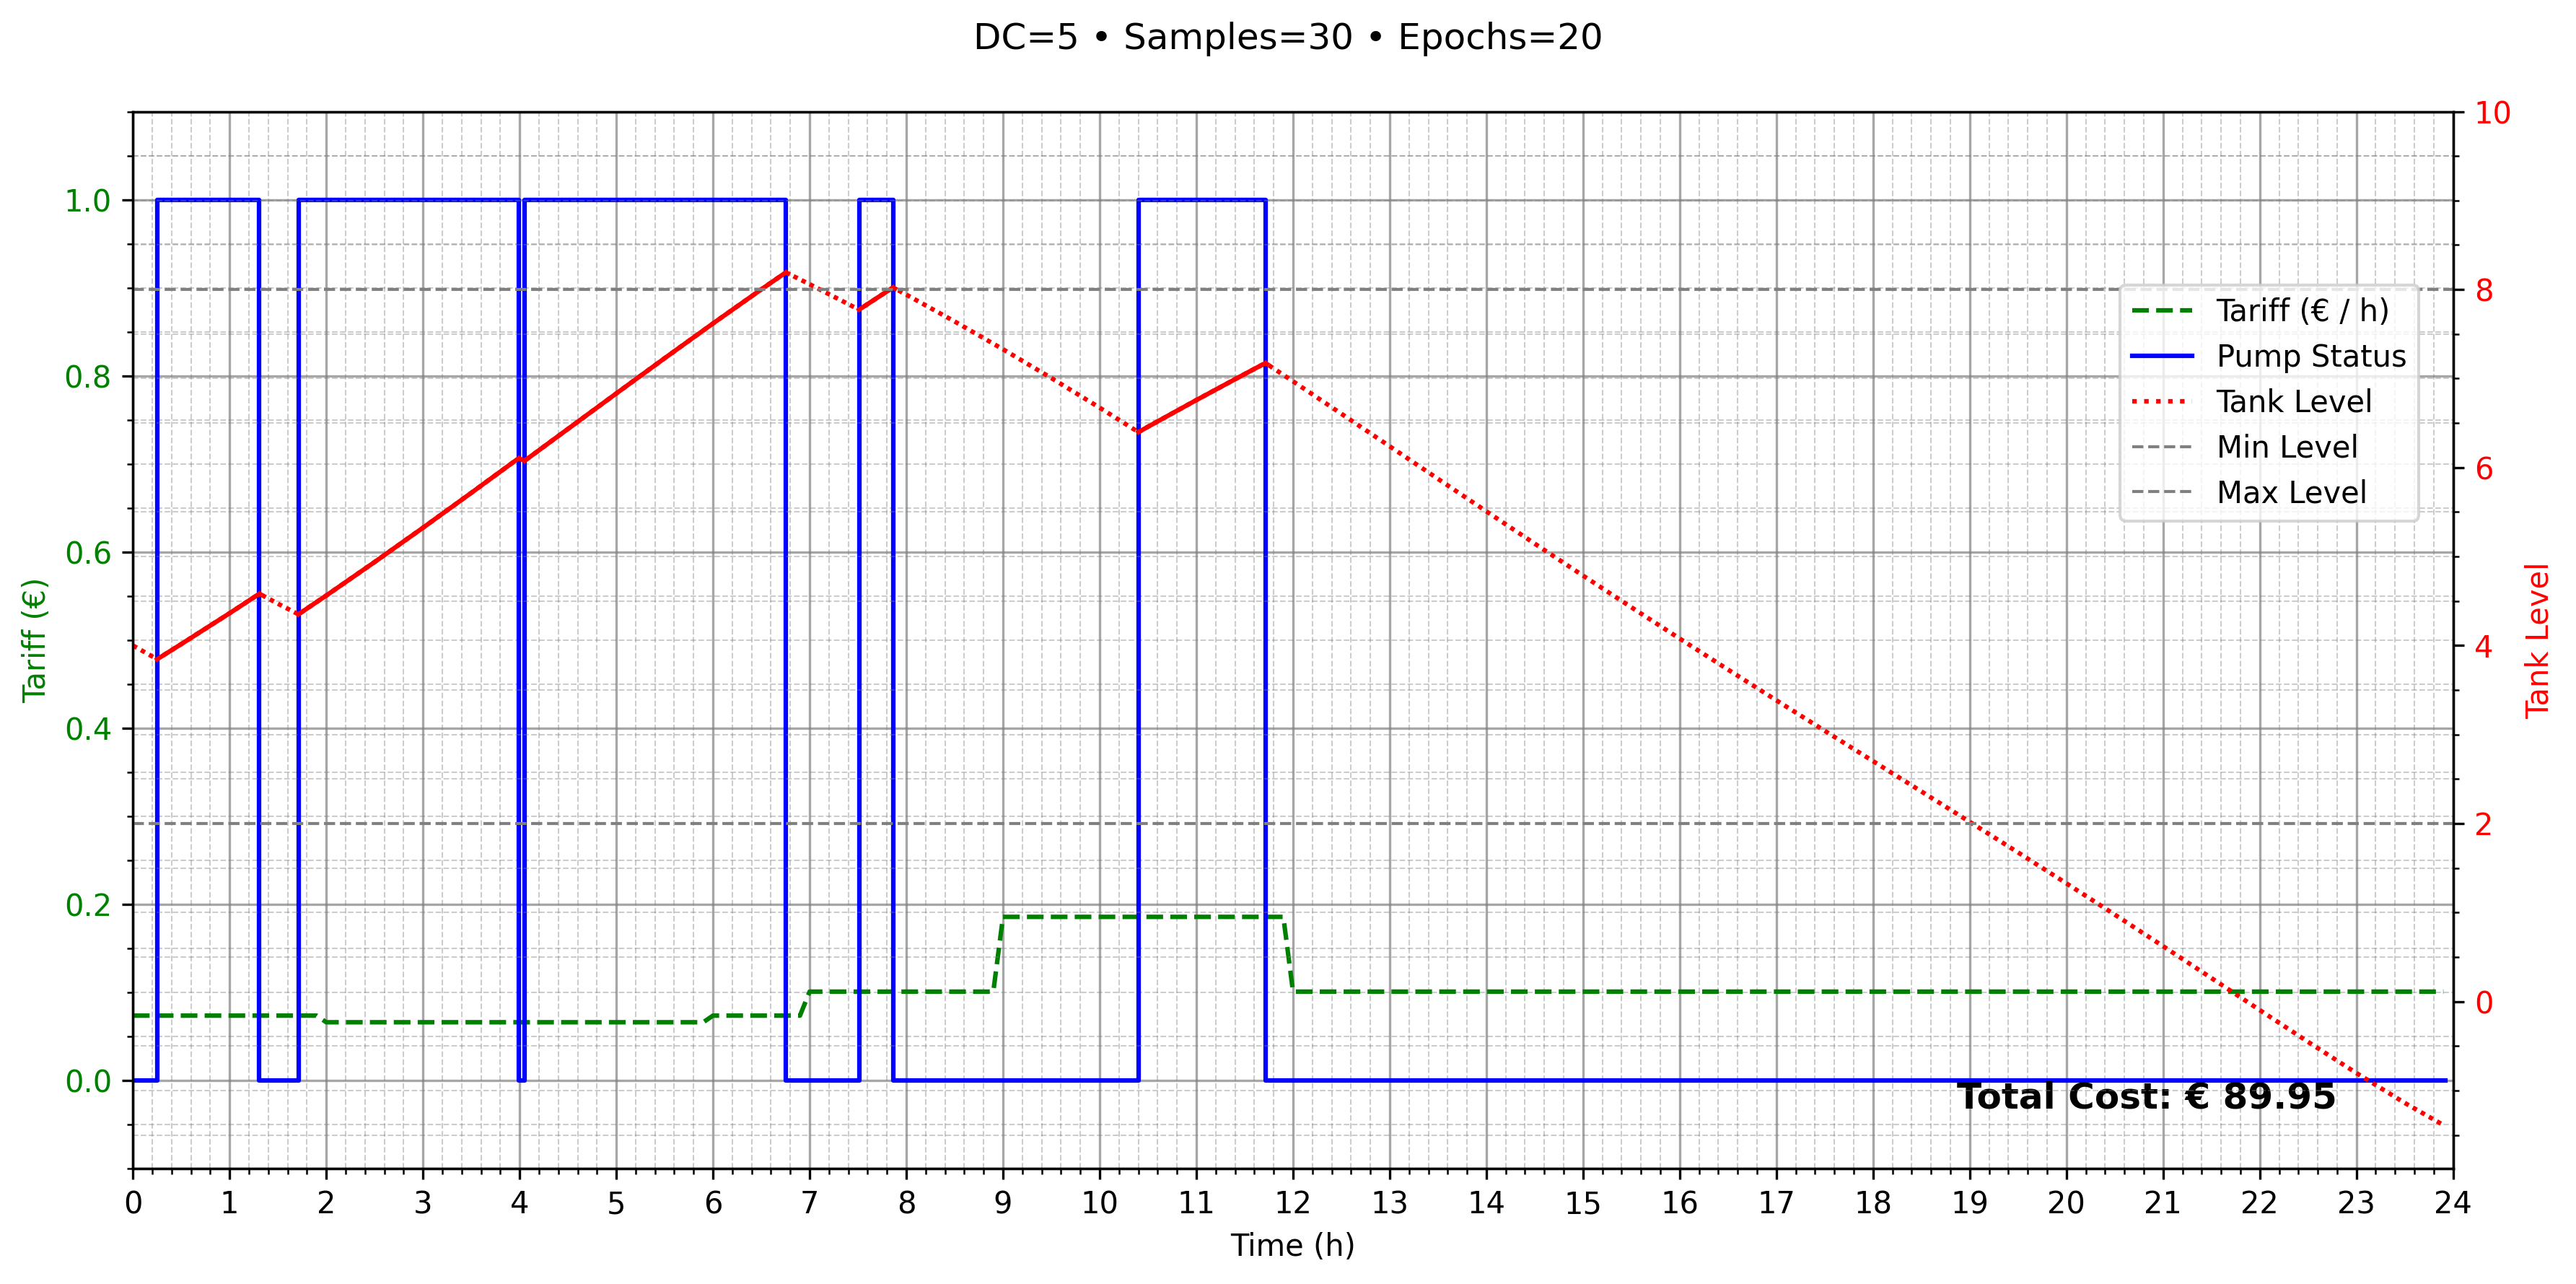 DC=5 • Samples=30 • Epochs=20
10
1.0
8
Tariff (€ / h)
Pump Status
0.8
Tank Level
Min Level
6
Max Level
0.6
Tariff (€)
Tank Level
4
0.4
2
0.2
0
0.0
Total Cost: € 89.95
0 1 2 3 4 5 6 7 8 9 10 11 12 13 14 15 16 17 18 19 20 21 22 23 24
Time (h)